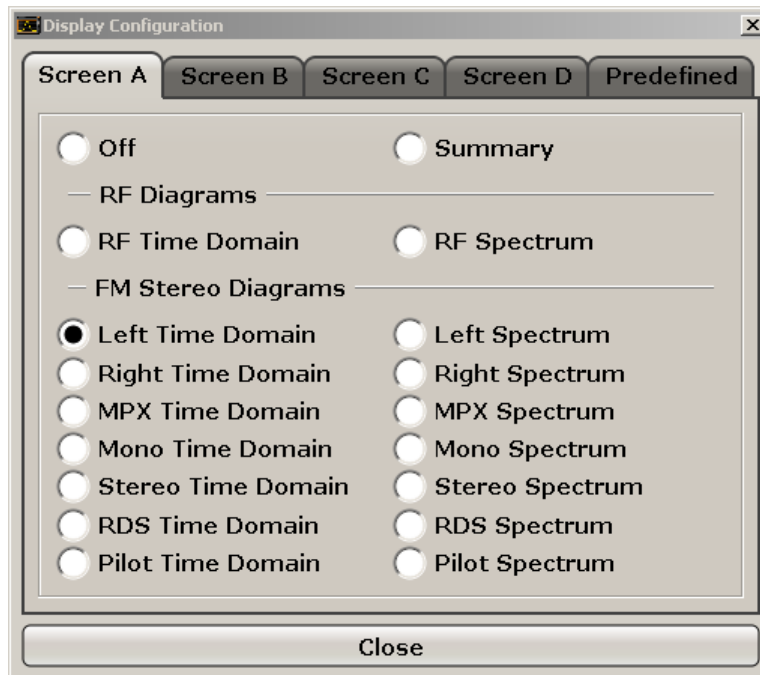 Display Configuration
Screen A Screen B Screen C Screen D Predefined
Off Summary
RF Diagrams
RF Time Domain RF Spectrum
FM Stereo Diagrams
Left Time Domain Left Spectrum
Right Time Domain Right Spectrum
MPX Time Domain MPX Spectrum
Mono Time Domain Mono Spectrum
Stereo Time Domain Stereo Spectrum
RDS Time Domain RDS Spectrum
Pilot Time Domain Pilot Spectrum
Close